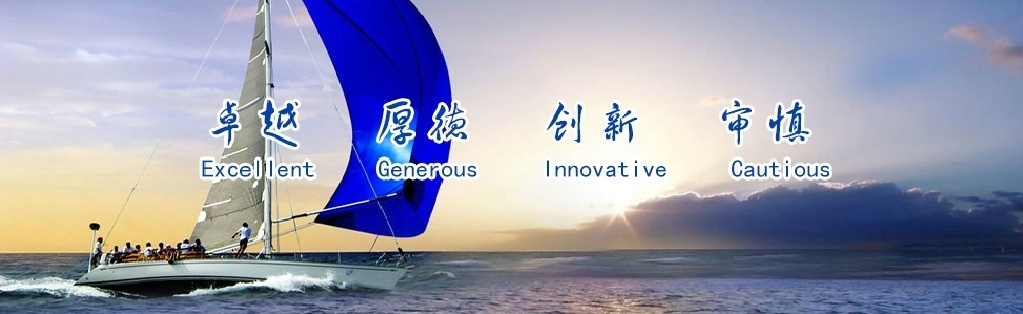 卓越 厚德 创新 审慎
Excellent Generous Innovative Cautious